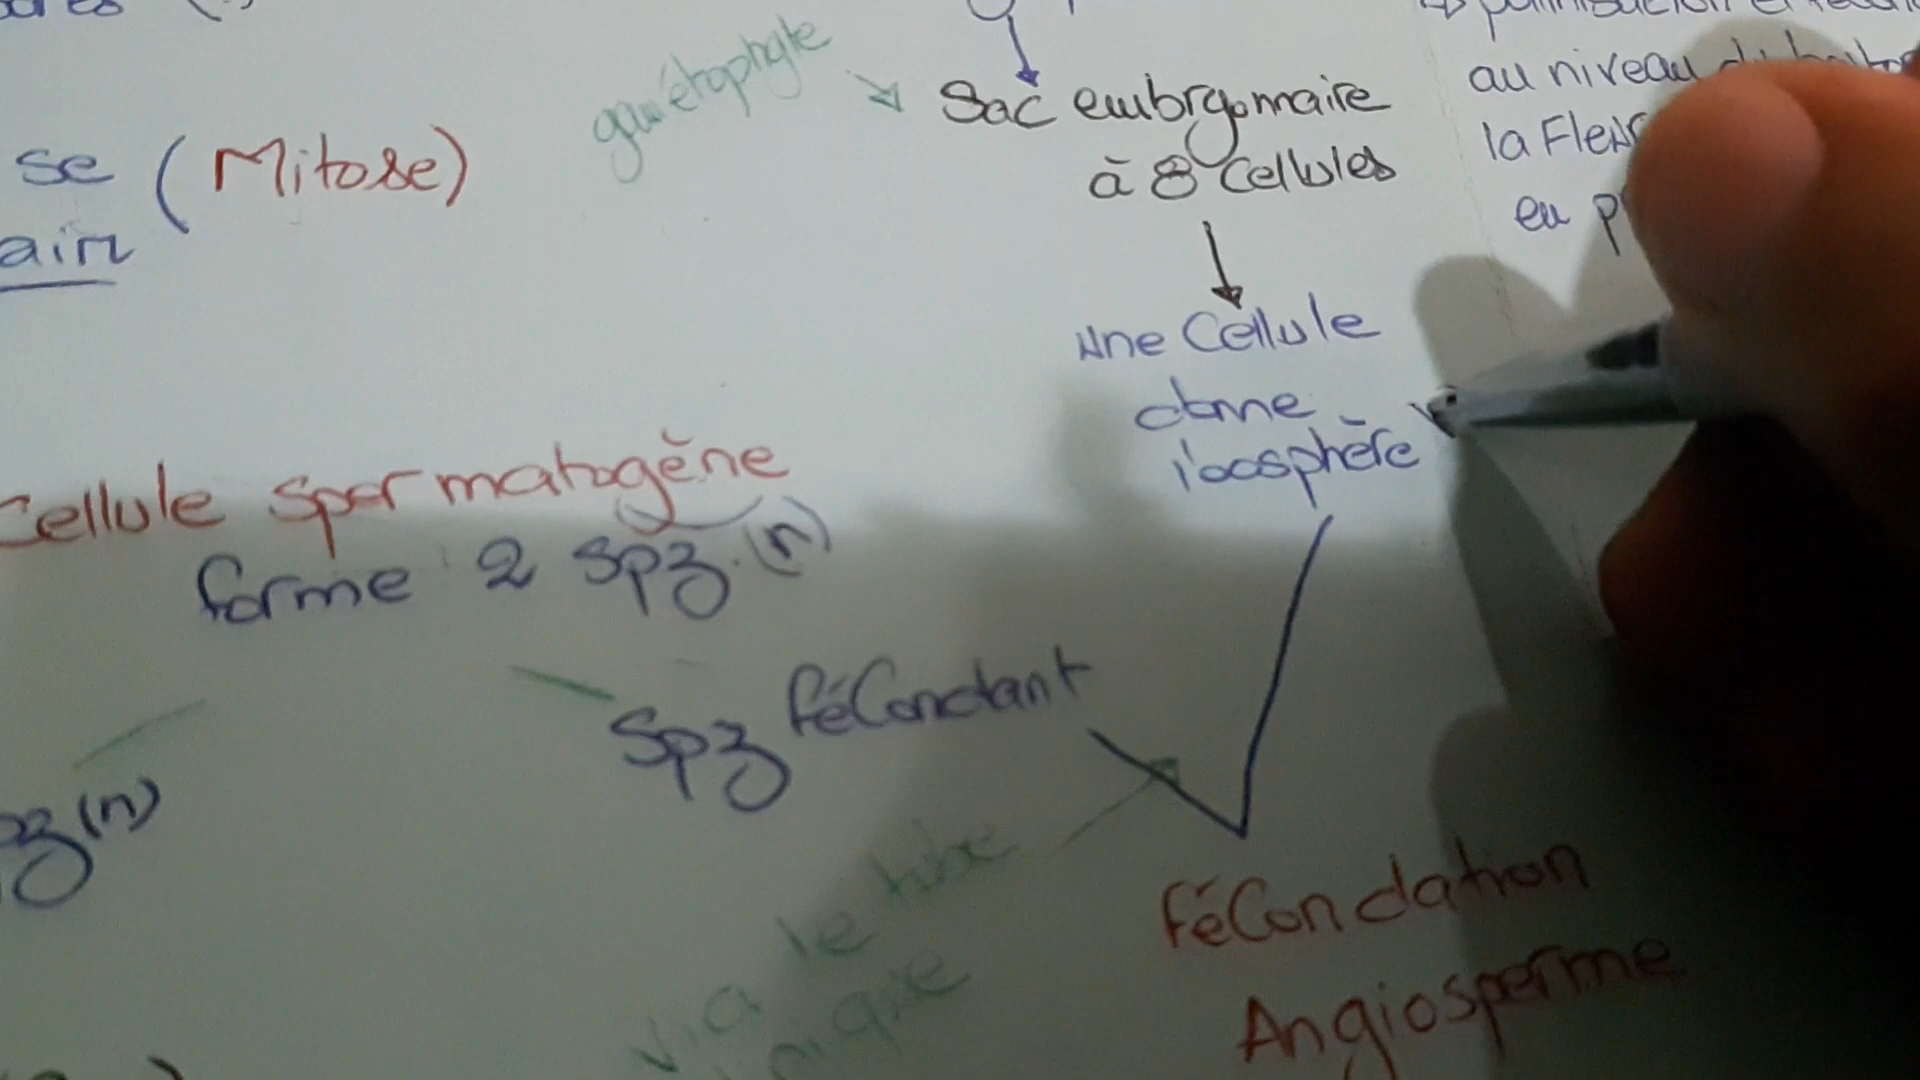 gamétophyte
Sac embryonnaire
à 8 Cellules
au niveau du
la Fleur
en
se (Mitose)
Une Cellule
donne
l'oosphère
Cellule spermatogène
forme 2 Spz (n)
Spz féCondant
(n)
via le tube
féCondation
Angiosperme